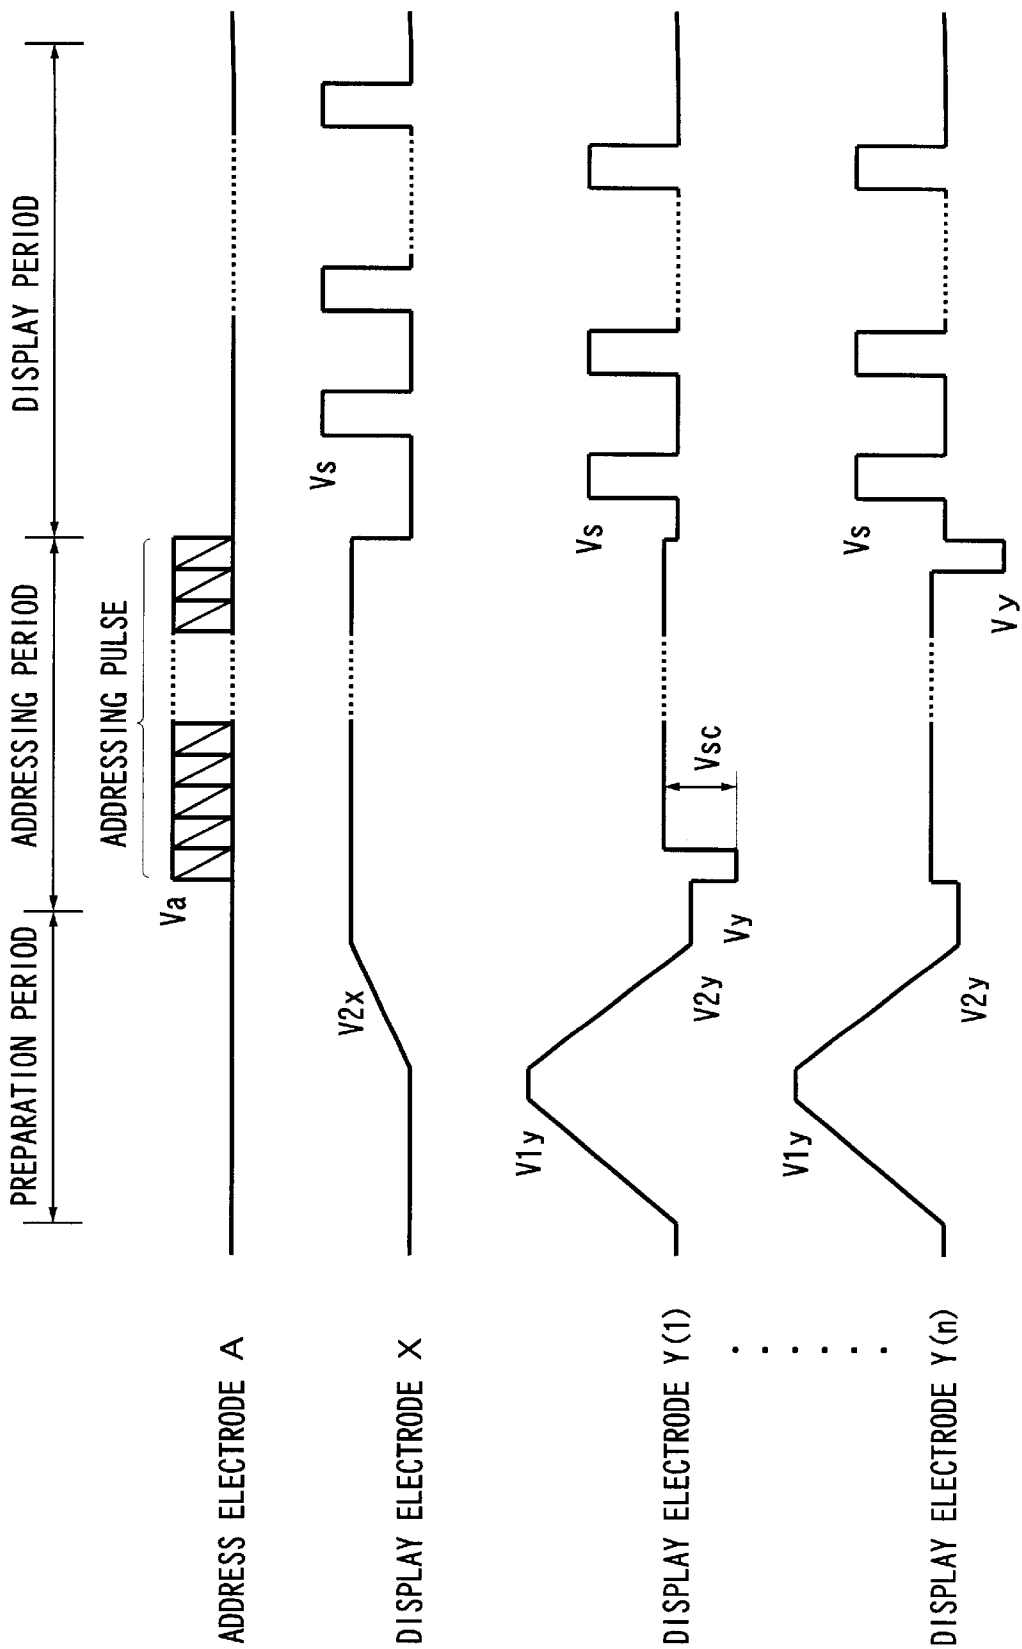 PREPARATION PERIOD
ADDRESSING PERIOD
DISPLAY PERIOD
ADDRESSING PULSE
ADDRESS ELECTRODE A
Va
DISPLAY ELECTRODE X
V2x
Vs
DISPLAY ELECTRODE Y(1)
V1y
V2y
Vy
Vsc
Vs
DISPLAY ELECTRODE Y(n)
V1y
V2y
Vy
Vs